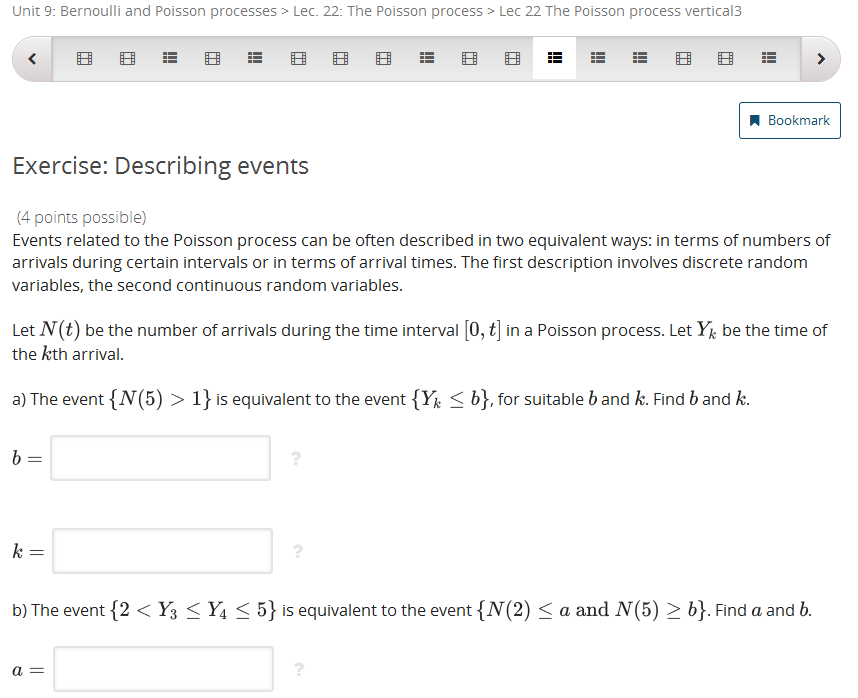 Unit 9: Bernoulli and Poisson processes > Lec. 22: The Poisson process > Lec 22 The Poisson process vertical3
Bookmark
Exercise: Describing events
(4 points possible)
Events related to the Poisson process can be often described in two equivalent ways: in terms of numbers of
arrivals during certain intervals or in terms of arrival times. The first description involves discrete random
variables, the second continuous random variables.
Let N(t) be the number of arrivals during the time interval [0, t] in a Poisson process. Let Yₖ be the time of
the kth arrival.
a) The event {N(5) > 1} is equivalent to the event {Yₖ ≤ b}, for suitable b and k. Find b and k.
b = ?
k = ?
b) The event {2 < Y₃ ≤ Y₄ ≤ 5} is equivalent to the event {N(2) ≤ a and N(5) ≥ b}. Find a and b.
a = ?